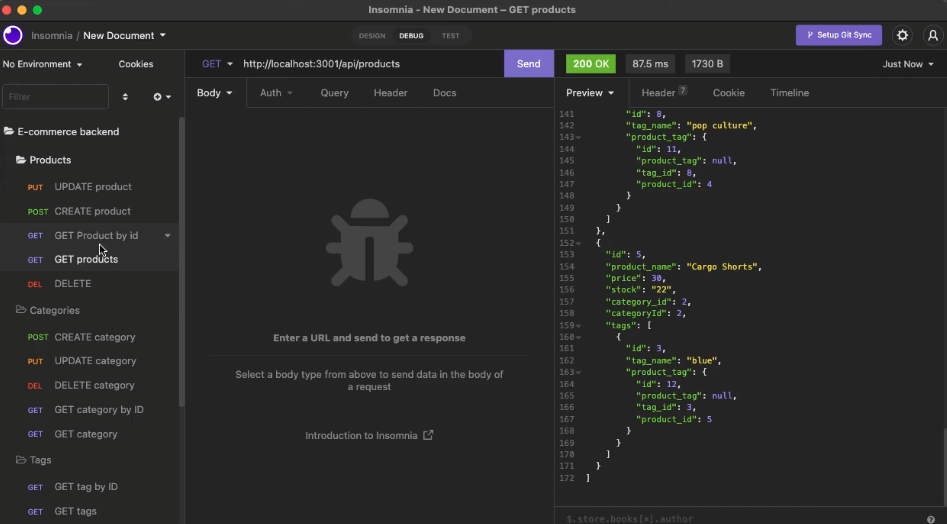 Insomnia - New Document – GET products
Insomnia / New Document
DESIGN DEBUG TEST
Setup Git Sync
No Environment
Cookies
GET http://localhost:3001/api/products
Send
200 OK 87.5 ms 1730 B
Just Now
Filter
Body Auth Query Header Docs
Preview Header 7 Cookie Timeline
E-commerce backend
Products
PUT UPDATE product
POST CREATE product
GET GET Product by id
GET GET products
DEL DELETE
Categories
POST CREATE category
PUT UPDATE category
DEL DELETE category
GET GET category by ID
GET GET category
Tags
GET GET tag by ID
GET GET tags
Enter a URL and send to get a response
Select a body type from above to send data in the body of
a request
Introduction to Insomnia
141 "id": 8,
142 "tag_name": "pop culture",
143 "product_tag": {
144 "id": 11,
145 "product_tag": null,
146 "tag_id": 8,
147 "product_id": 4
148 }
149 }
150 ]
151 },
152 {
153 "id": 5,
154 "product_name": "Cargo Shorts",
155 "price": 30,
156 "stock": "22",
157 "category_id": 2,
158 "categoryId": 2,
159 "tags": [
160 {
161 "id": 3,
162 "tag_name": "blue",
163 "product_tag": {
164 "id": 12,
165 "product_tag": null,
166 "tag_id": 3,
167 "product_id": 5
168 }
169 }
170 ]
171 }
172 ]
$.store.books[*].author